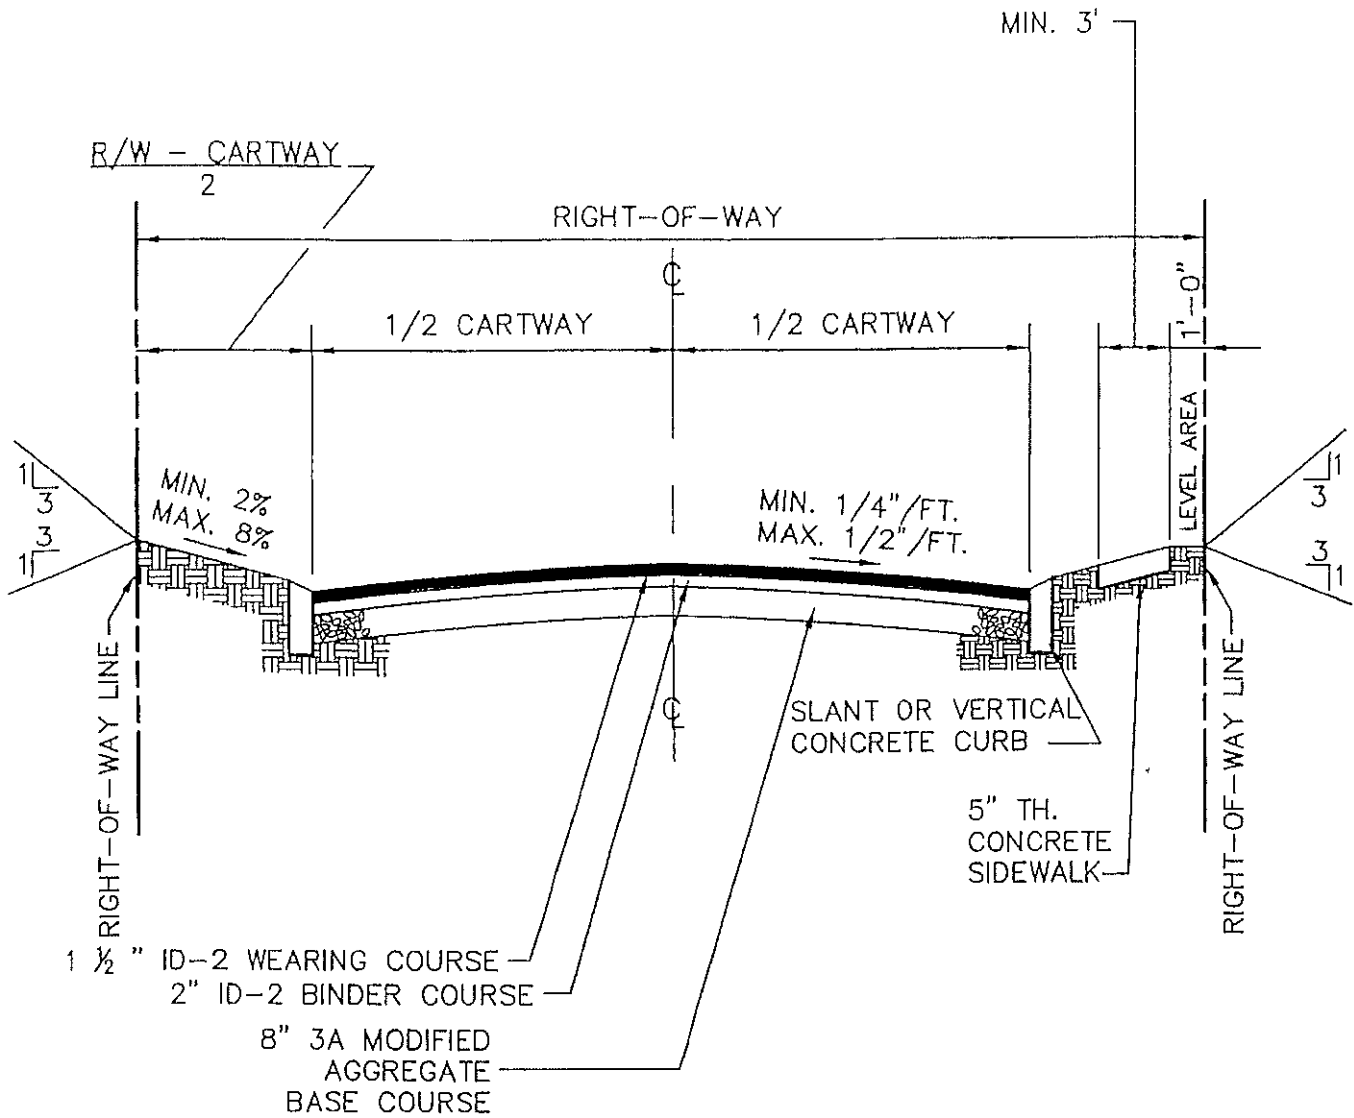 MIN. 3'
R/W - CARTWAY
2
RIGHT-OF-WAY
℄
1/2 CARTWAY
1/2 CARTWAY
1'-0"
LEVEL AREA
1
3
3
1
MIN. 2%
MAX. 8%
MIN. 1/4"/FT.
MAX. 1/2"/FT.
1
3
3
1
RIGHT-OF-WAY LINE
℄
SLANT OR VERTICAL
CONCRETE CURB
5" TH.
CONCRETE
SIDEWALK
RIGHT-OF-WAY LINE
1 ½ " ID-2 WEARING COURSE
2" ID-2 BINDER COURSE
8" 3A MODIFIED
AGGREGATE
BASE COURSE